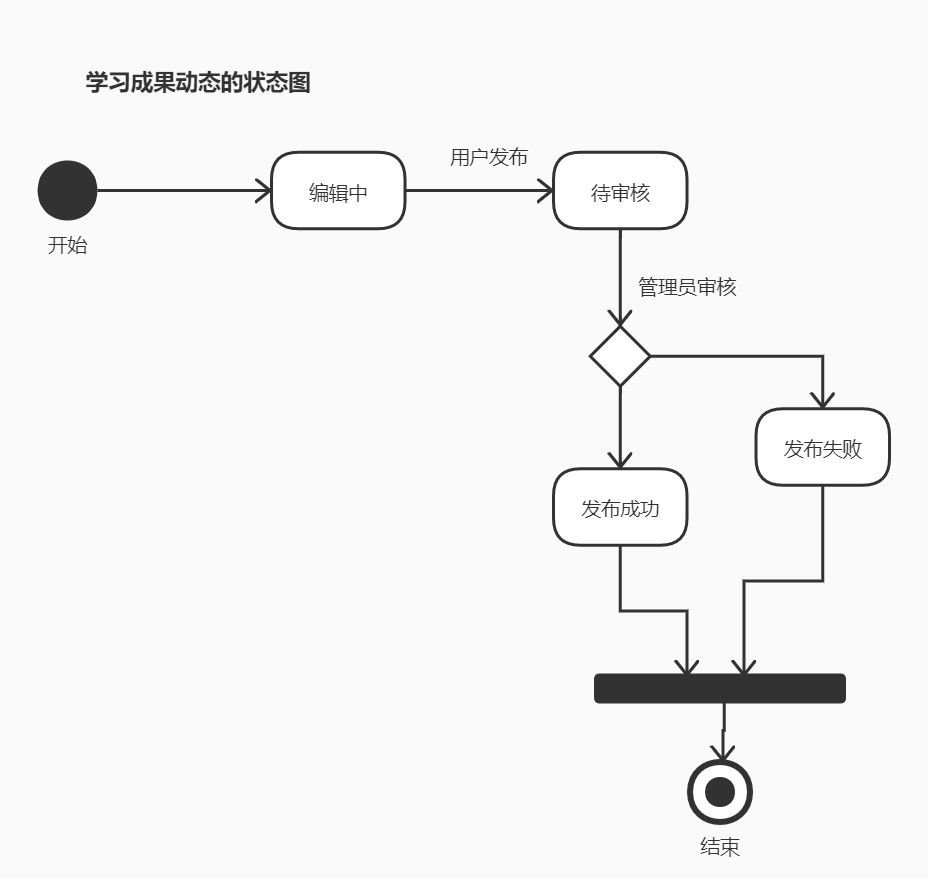 学习成果动态的状态图
用户发布
编辑中
待审核
开始
管理员审核
发布失败
发布成功
结束